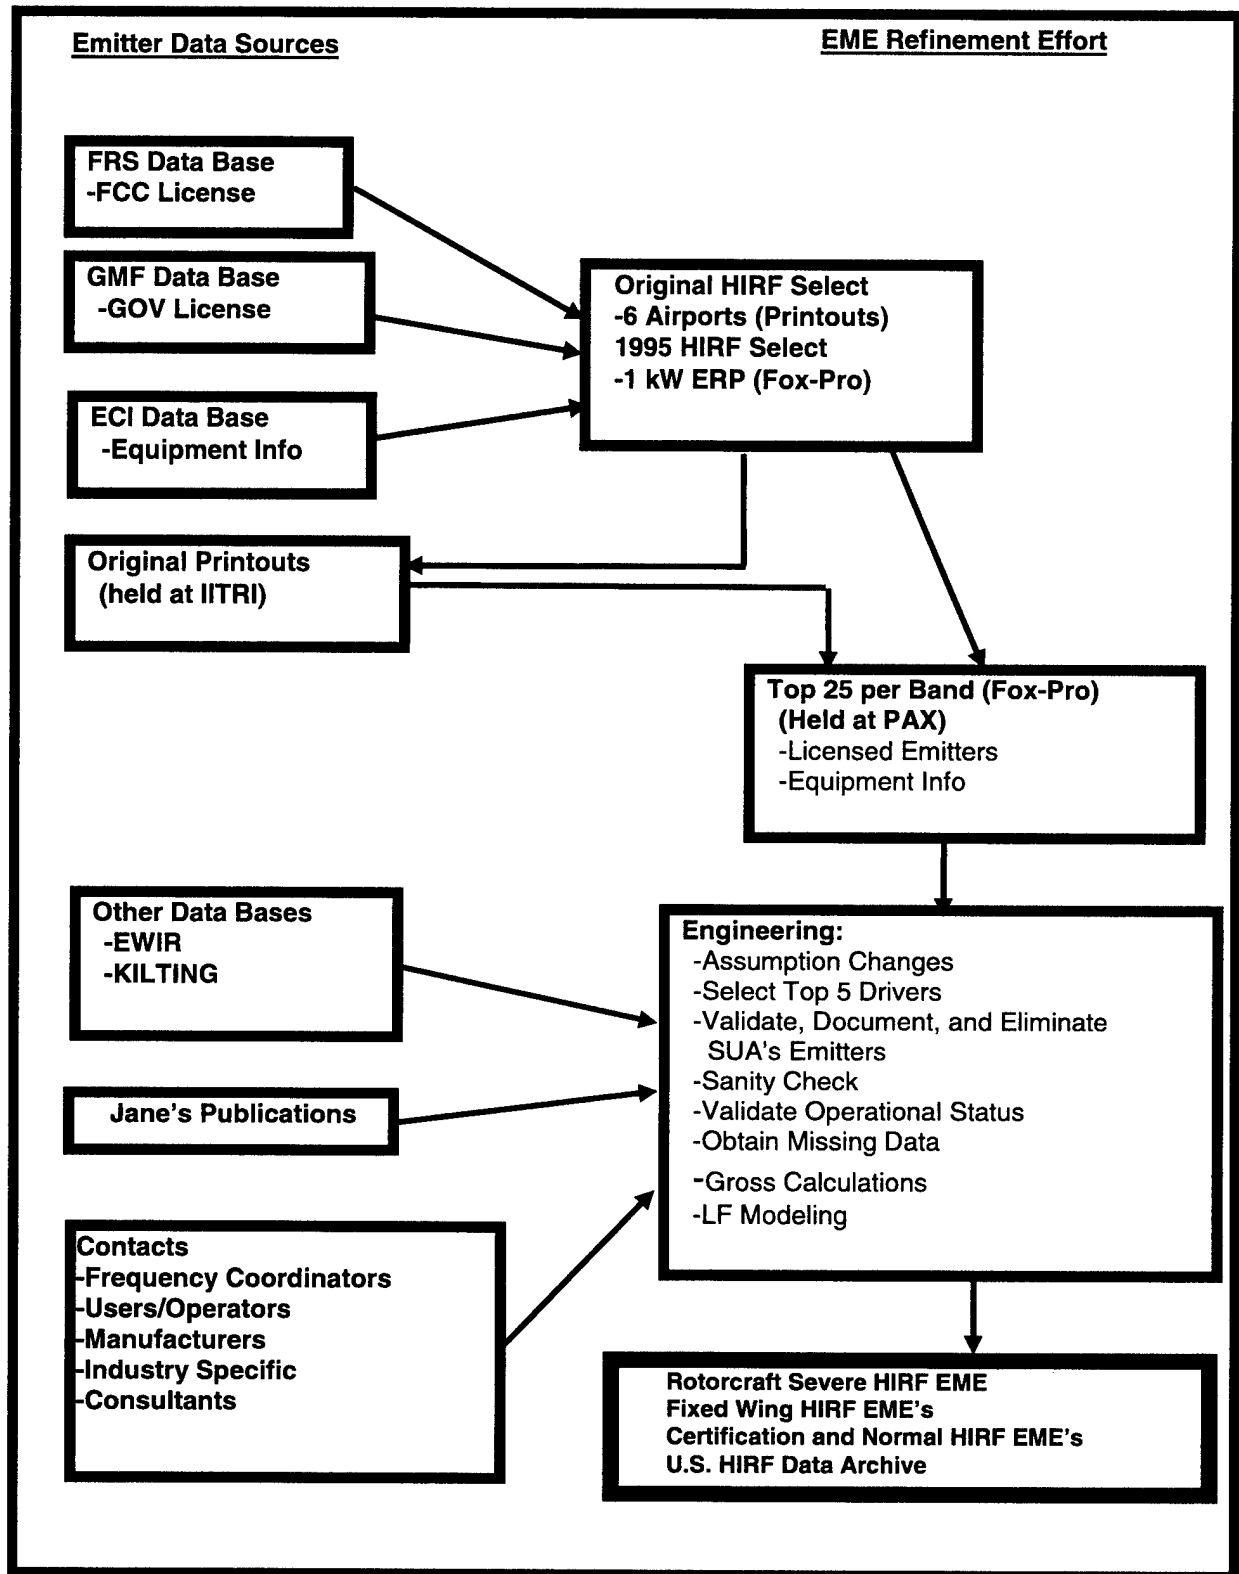 Emitter Data Sources
EME Refinement Effort
FRS Data Base
-FCC License
GMF Data Base
-GOV License
ECI Data Base
-Equipment Info
Original HIRF Select
-6 Airports (Printouts)
1995 HIRF Select
-1 kW ERP (Fox-Pro)
Original Printouts
(held at IITRI)
Top 25 per Band (Fox-Pro)
(Held at PAX)
-Licensed Emitters
-Equipment Info
Other Data Bases
-EWIR
-KILTING
Jane's Publications
Contacts
-Frequency Coordinators
-Users/Operators
-Manufacturers
-Industry Specific
-Consultants
Engineering:
-Assumption Changes
-Select Top 5 Drivers
-Validate, Document, and Eliminate
SUA's Emitters
-Sanity Check
-Validate Operational Status
-Obtain Missing Data
-Gross Calculations
-LF Modeling
Rotorcraft Severe HIRF EME
Fixed Wing HIRF EME's
Certification and Normal HIRF EME's
U.S. HIRF Data Archive